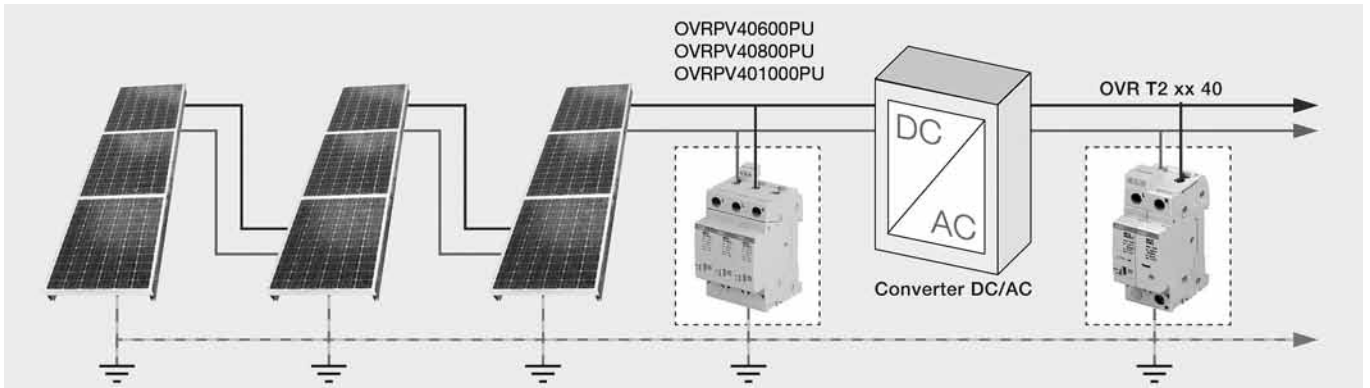 OVRPV40600PU
OVRPV40800PU
OVRPV401000PU
OVR T2 xx 40
DC
AC
Converter DC/AC